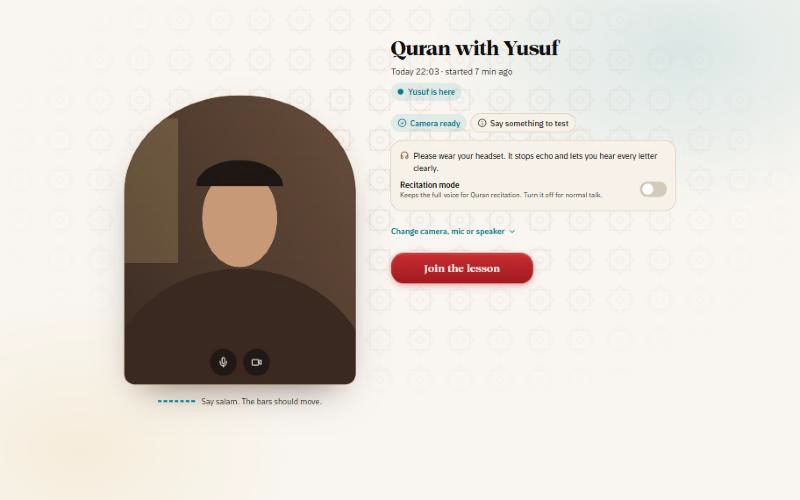 Quran with Yusuf
Today 22:03 · started 7 min ago
Yusuf is here
Camera ready
Say something to test
Please wear your headset. It stops echo and lets you hear every letter
clearly.
Recitation mode
Keeps the full voice for Quran recitation. Turn it off for normal talk.
Change camera, mic or speaker
Join the lesson
Say salam. The bars should move.